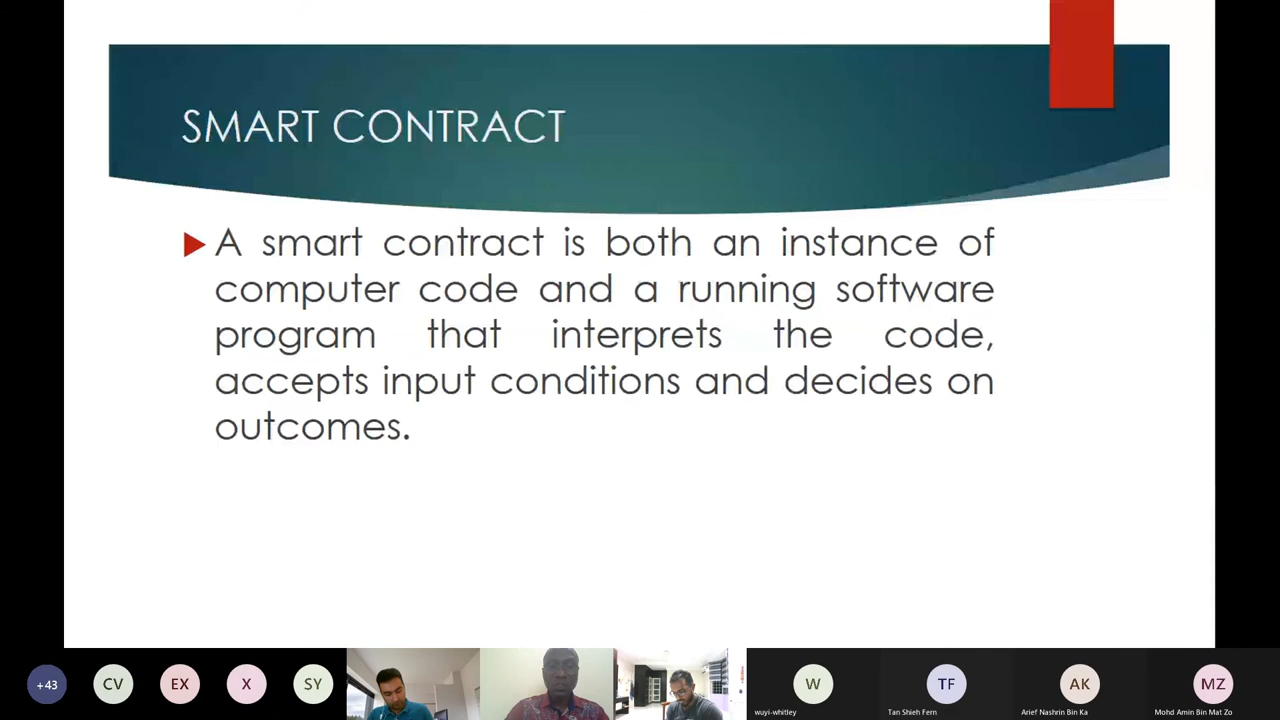 SMART CONTRACT
A smart contract is both an instance of
computer code and a running software
program that interprets the code,
accepts input conditions and decides on
outcomes.
+43
CV
EX
X
SY
W
TF
AK
MZ
wuyi-whitley
Tan Shieh Fern
Arief Nashrin Bin Ka
Mohd Amin Bin Mat Zo